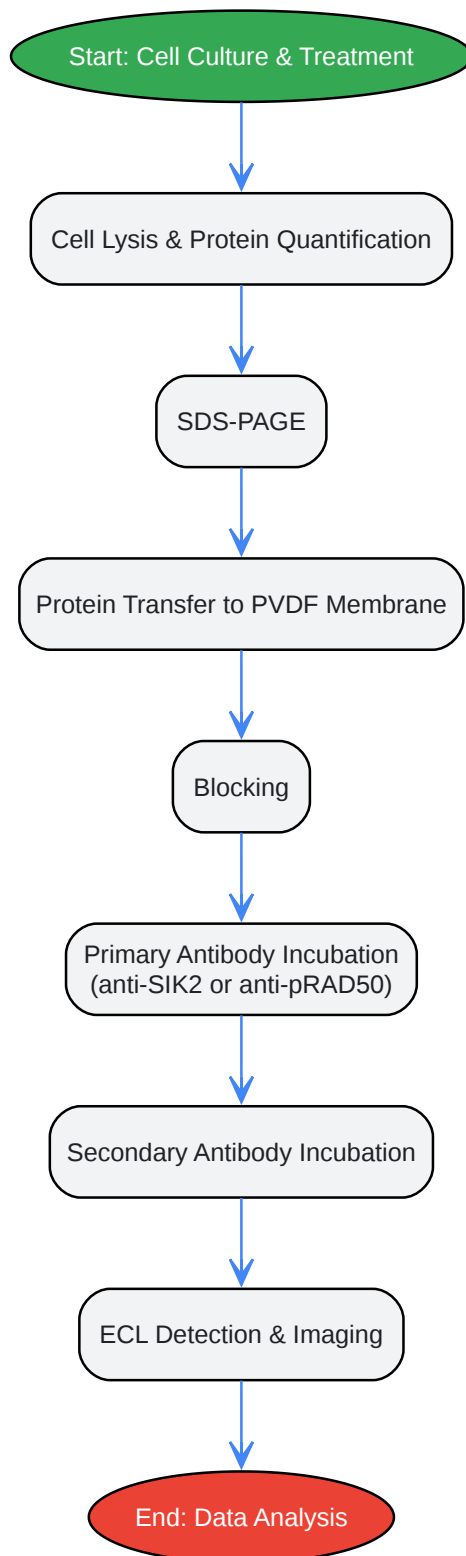 Start: Cell Culture & Treatment
Cell Lysis & Protein Quantification
SDS-PAGE
Protein Transfer to PVDF Membrane
Blocking
Primary Antibody Incubation
(anti-SIK2 or anti-pRAD50)
Secondary Antibody Incubation
ECL Detection & Imaging
End: Data Analysis